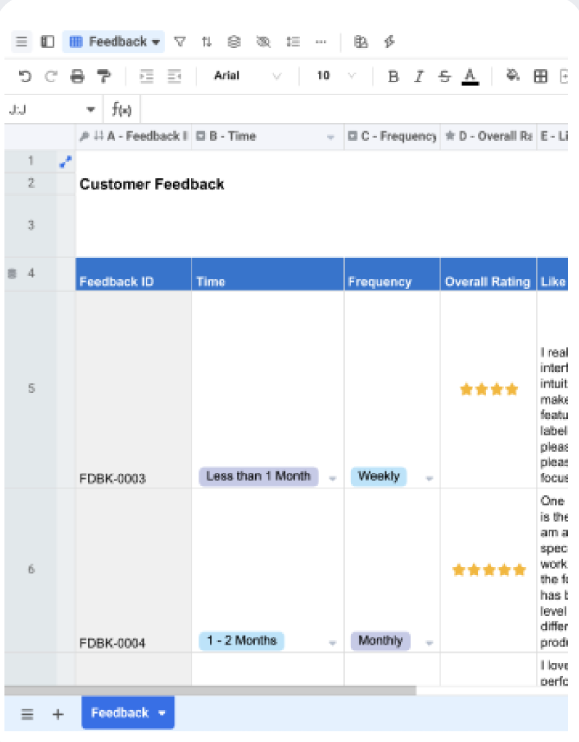 Feedback
Arial 10 B I S A
J:J f(x)
A - Feedback I B - Time C - Frequency D - Overall Ra E - Li
1
2 Customer Feedback
3
4 Feedback ID Time Frequency Overall Rating Like
I real
interf
intuit
make
featu
label
pleas
pleas
focus
5 FDBK-0003 Less than 1 Month Weekly
One
is the
am a
spec
work
the fe
has b
level
differ
produ
6 FDBK-0004 1 - 2 Months Monthly
I love
perfo
Feedback